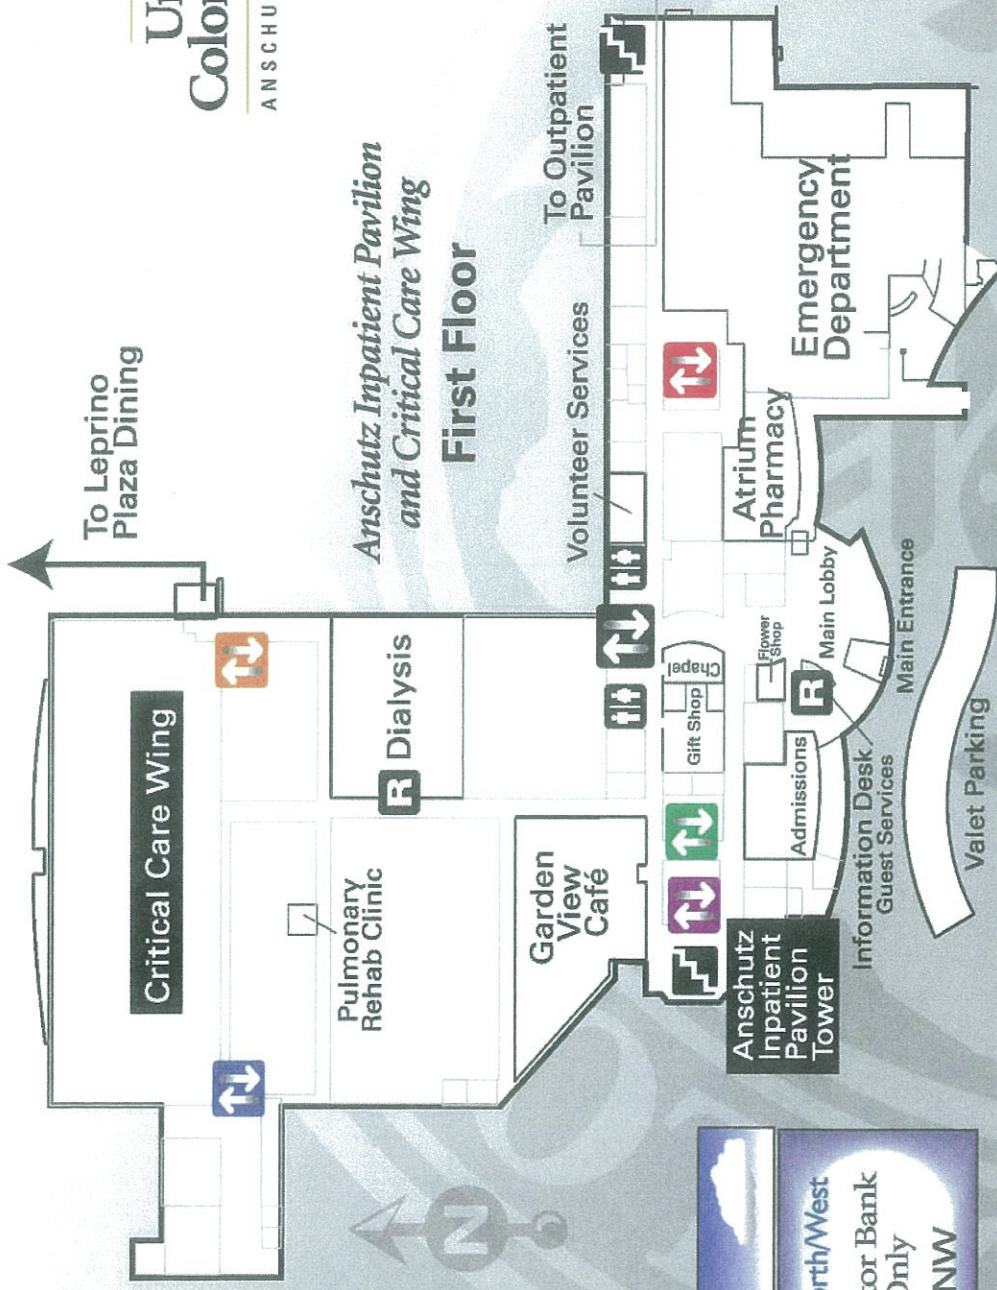 Colo
ANSCHU
Anschutz Inpatient Pavilion
and Critical Care Wing
First Floor
To Leprino
Plaza Dining
Critical Care Wing
R
Dialysis
Pulmonary
Rehab Clinic
Garden
View
Café
To Outpatient
Pavilion
Volunteer Services
Emergency
Department
Atrium
Pharmacy
Chapel
Gift Shop
Flower
Shop
Main Lobby
R
Admissions
Main Entrance
Information Desk
Guest Services
Valet Parking
Anschutz
Inpatient
Pavilion
Tower
N
rth/West
tor Bank
Only
NW